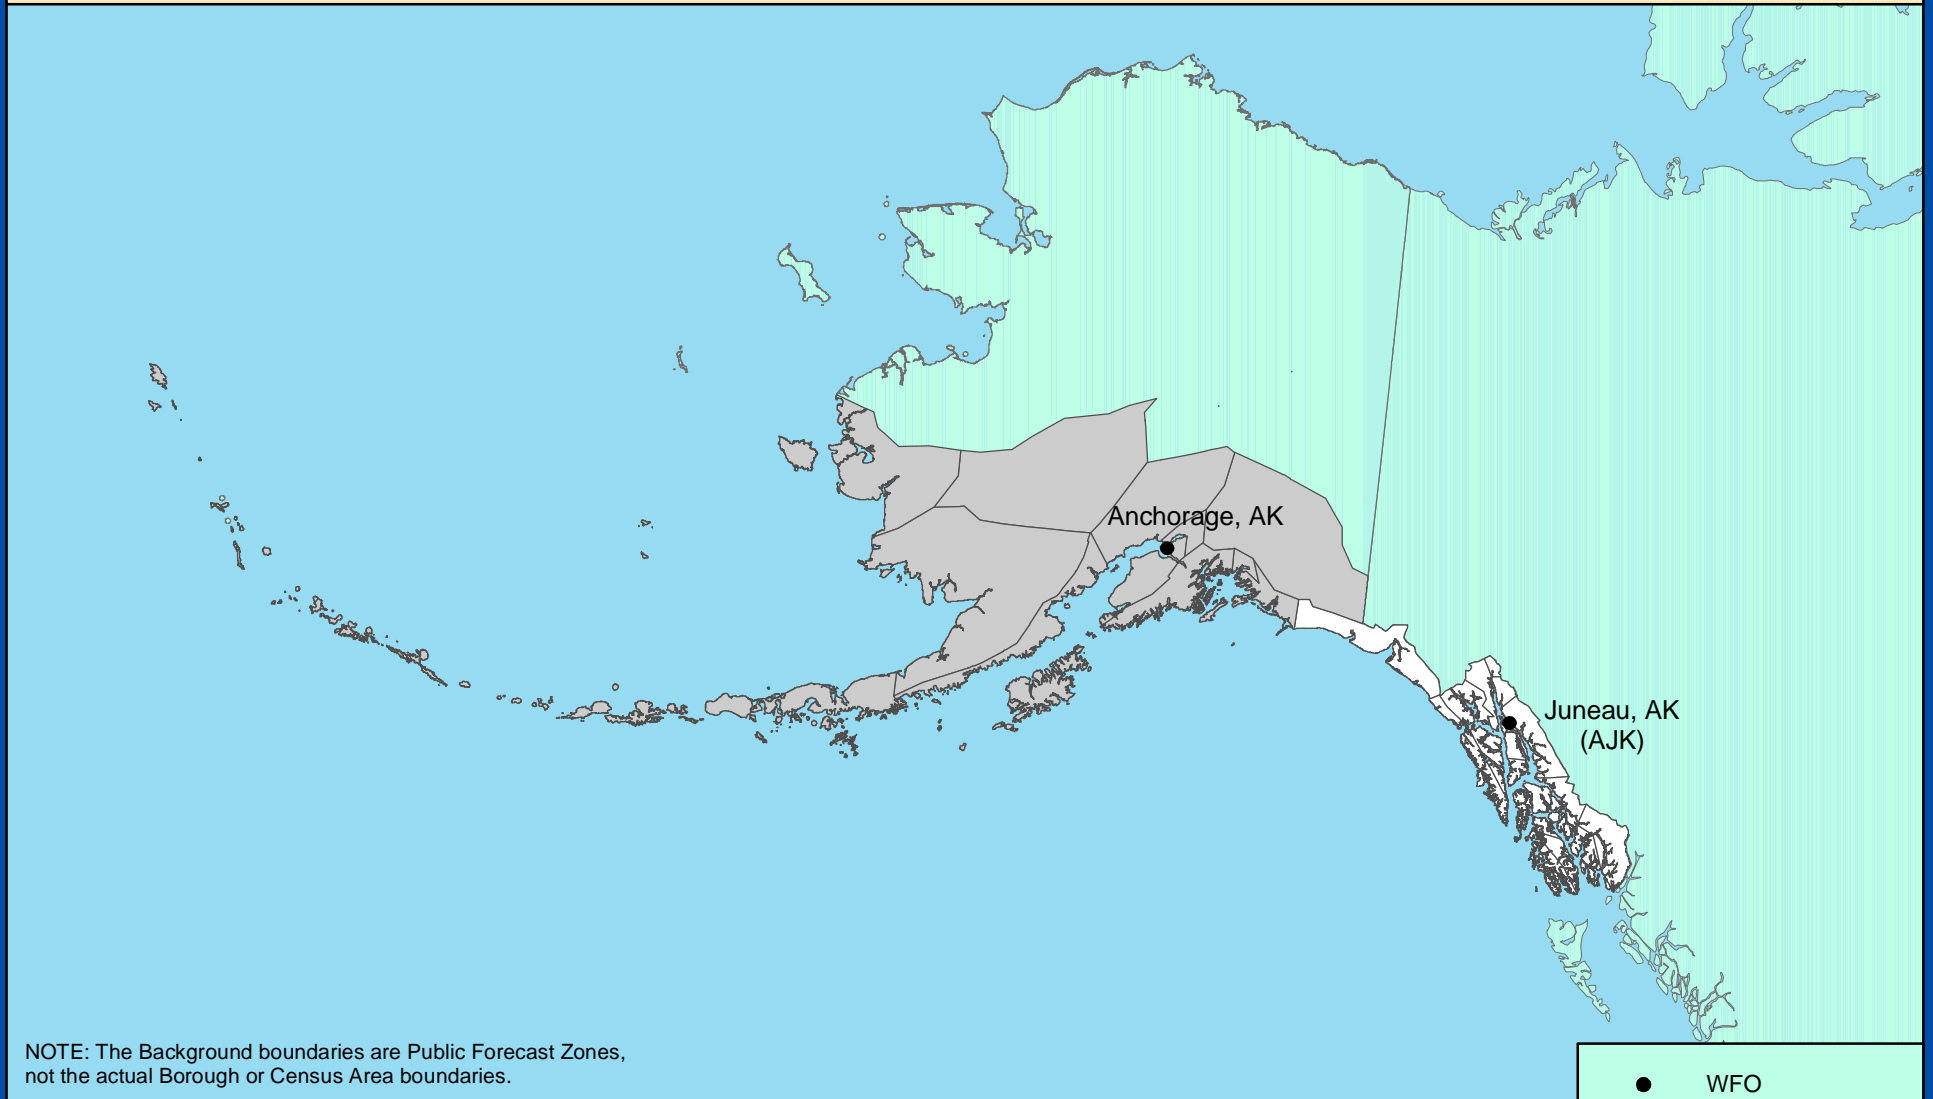 Anchorage, AK
Juneau, AK
(AJK)
NOTE: The Background boundaries are Public Forecast Zones,
not the actual Borough or Census Area boundaries.
WFO